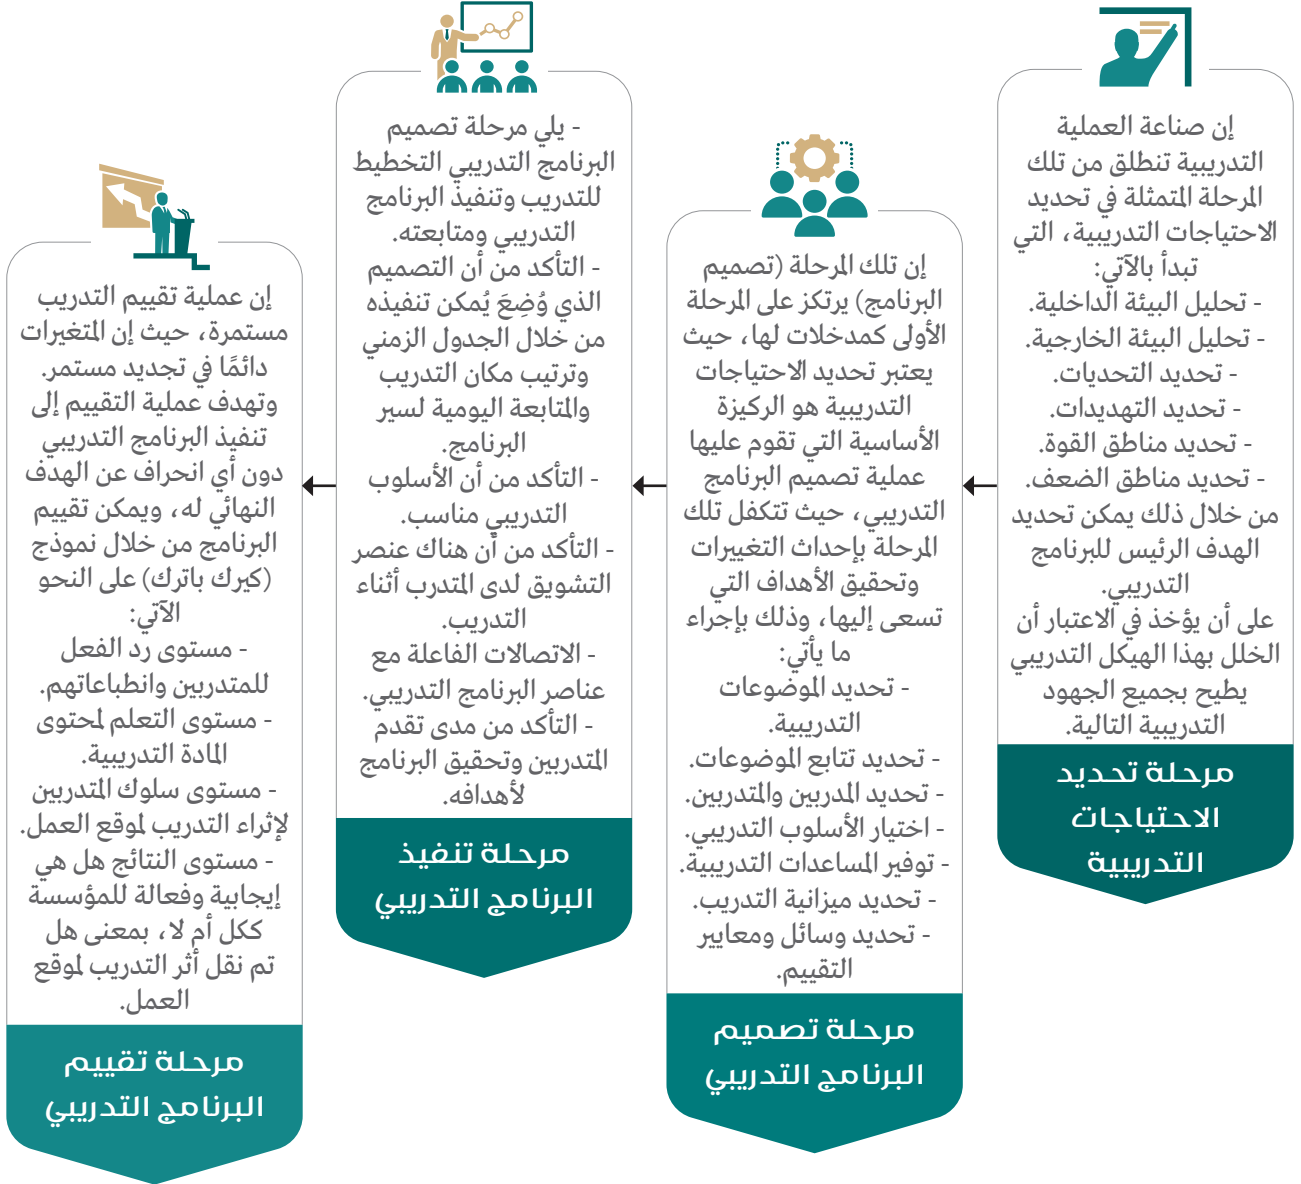 إن صناعة العملية
التدريبية تنطلق من تلك
المرحلة المتمثلة في تحديد
الاحتياجات التدريبية، التي
تبدأ بالآتي:
- تحليل البيئة الداخلية.
- تحليل البيئة الخارجية.
- تحديد التحديات.
- تحديد التهديدات.
- تحديد مناطق القوة.
- تحديد مناطق الضعف.
من خلال ذلك يمكن تحديد
الهدف الرئيس للبرنامج
التدريبي.
على أن يؤخذ في الاعتبار أن
الخلل بهذا الهيكل التدريبي
يطيح بجميع الجهود
التدريبية التالية.
مرحلة تحديد
الاحتياجات
التدريبية
إن تلك المرحلة (تصميم
البرنامج) يرتكز على المرحلة
الأولى كمدخلات لها، حيث
يعتبر تحديد الاحتياجات
التدريبية هو الركيزة
الأساسية التي تقوم عليها
عملية تصميم البرنامج
التدريبي، حيث تتكفل تلك
المرحلة بإحداث التغييرات
وتحقيق الأهداف التي
تسعى إليها، وذلك بإجراء
ما يأتي:
- تحديد الموضوعات
التدريبية.
- تحديد تتابع الموضوعات.
- تحديد المدربين والمتدربين.
- اختيار الأسلوب التدريبي.
- توفير المساعدات التدريبية.
- تحديد ميزانية التدريب.
- تحديد وسائل ومعايير
التقييم.
مرحلة تصميم
البرنامج التدريبي
- يلي مرحلة تصميم
البرنامج التدريبي التخطيط
للتدريب وتنفيذ البرنامج
التدريبي ومتابعته.
- التأكد من أن التصميم
الذي وُضِعَ يُمكن تنفيذه
من خلال الجدول الزمني
وترتيب مكان التدريب
والمتابعة اليومية لسير
البرنامج.
- التأكد من أن الأسلوب
التدريبي مناسب.
- التأكد من أن هناك عنصر
التشويق لدى المتدرب أثناء
التدريب.
- الاتصالات الفاعلة مع
عناصر البرنامج التدريبي.
- التأكد من مدى تقدم
المتدربين وتحقيق البرنامج
لأهدافه.
مرحلة تنفيذ
البرنامج التدريبي
إن عملية تقييم التدريب
مستمرة، حيث إن المتغيرات
دائمًا في تجديد مستمر.
وتهدف عملية التقييم إلى
تنفيذ البرنامج التدريبي
دون أي انحراف عن الهدف
النهائي له، ويمكن تقييم
البرنامج من خلال نموذج
(كيرك باترك) على النحو
الآتي:
- مستوى رد الفعل
للمتدربين وانطباعاتهم.
- مستوى التعلم لمحتوى
المادة التدريبية.
- مستوى سلوك المتدربين
لإثراء التدريب لموقع العمل.
- مستوى النتائج هل هي
إيجابية وفعالة للمؤسسة
ككل أم لا، بمعنى هل
تم نقل أثر التدريب لموقع
العمل.
مرحلة تقييم
البرنامج التدريبي